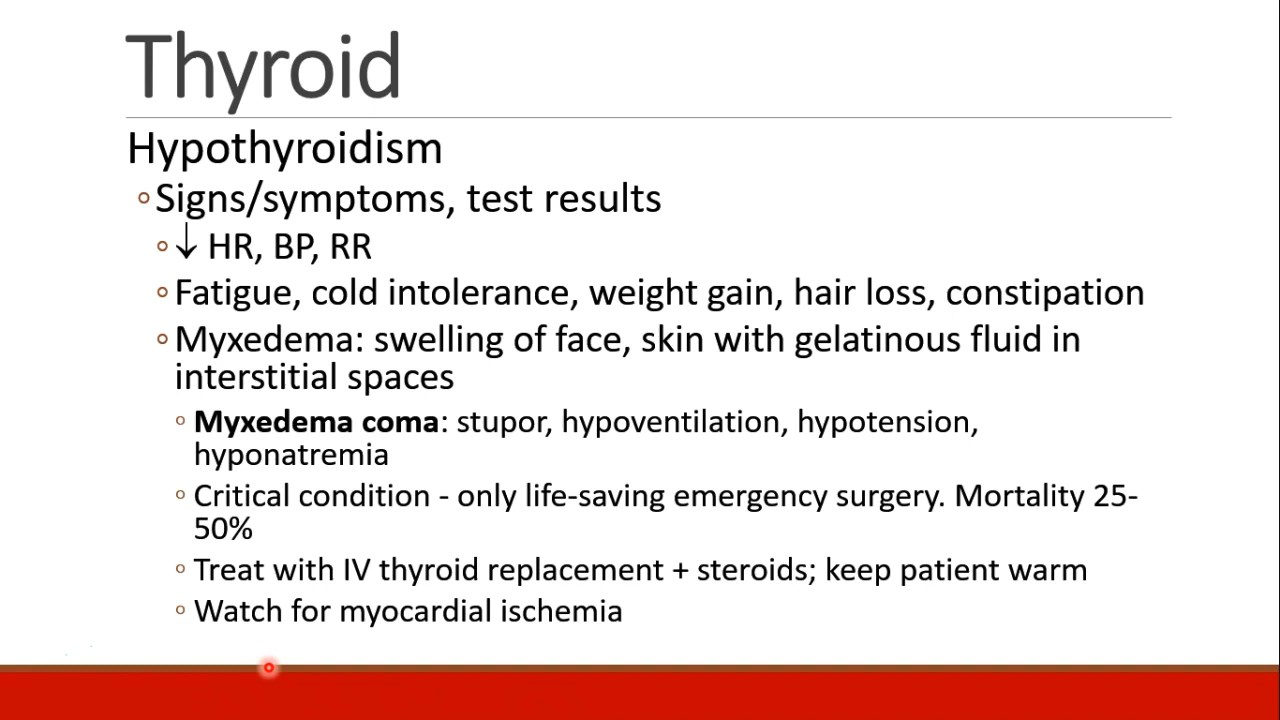 Thyroid
Hypothyroidism
◦Signs/symptoms, test results
◦↓ HR, BP, RR
◦Fatigue, cold intolerance, weight gain, hair loss, constipation
◦Myxedema: swelling of face, skin with gelatinous fluid in
interstitial spaces
◦Myxedema coma: stupor, hypoventilation, hypotension,
hyponatremia
◦Critical condition - only life-saving emergency surgery. Mortality 25-
50%
◦Treat with IV thyroid replacement + steroids; keep patient warm
◦Watch for myocardial ischemia